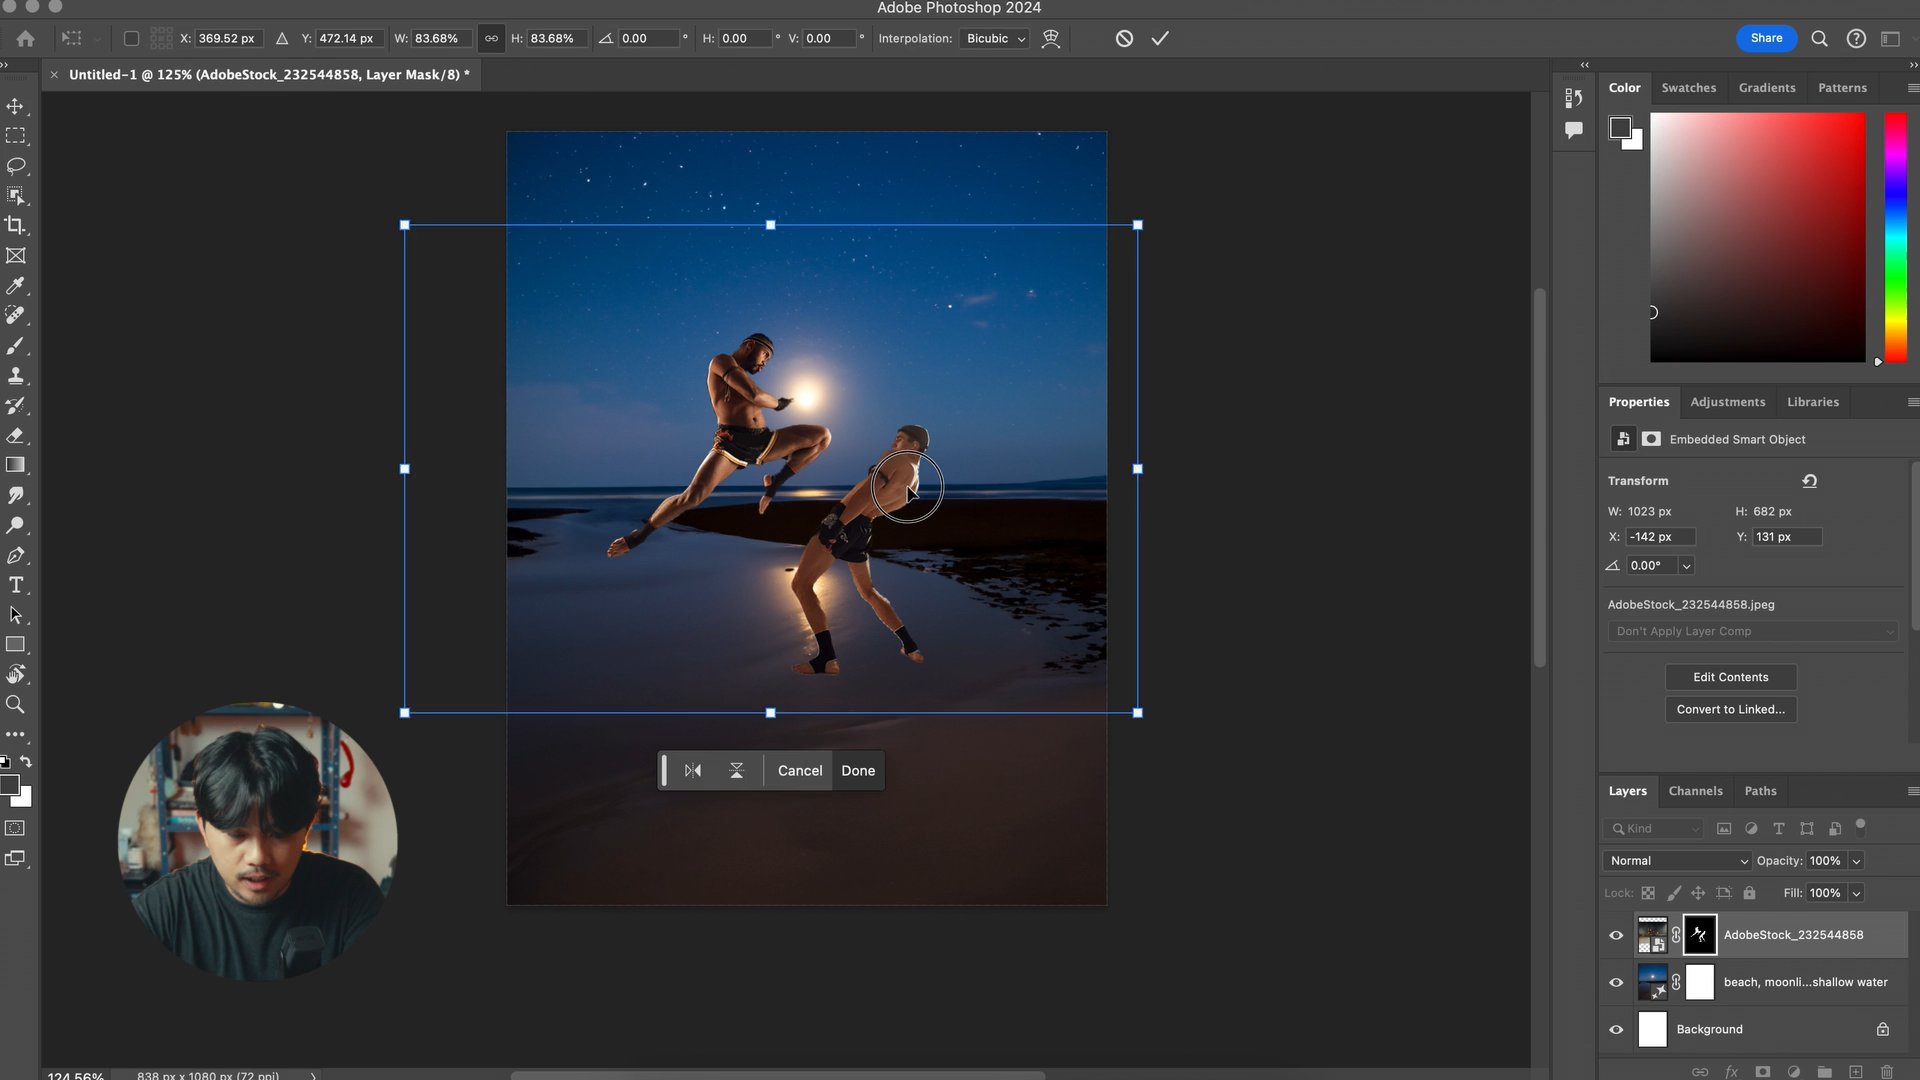 Adobe Photoshop 2024
X: 369.52 px Y: 472.14 px W: 83.68% H: 83.68% 0.00 ° H: 0.00 ° V: 0.00 ° Interpolation: Bicubic
Share
Untitled-1 @ 125% (AdobeStock_232544858, Layer Mask/8) *
Color Swatches Gradients Patterns
Properties Adjustments Libraries
Embedded Smart Object
Transform
W: 1023 px H: 682 px
X: -142 px Y: 131 px
0.00°
AdobeStock_232544858.jpeg
Don't Apply Layer Comp
Edit Contents
Convert to Linked...
Cancel Done
Layers Channels Paths
Kind
Normal Opacity: 100%
Lock: Fill: 100%
AdobeStock_232544858
beach, moonli...shallow water
Background
124.56% 838 px x 1080 px (72 ppi)
fx